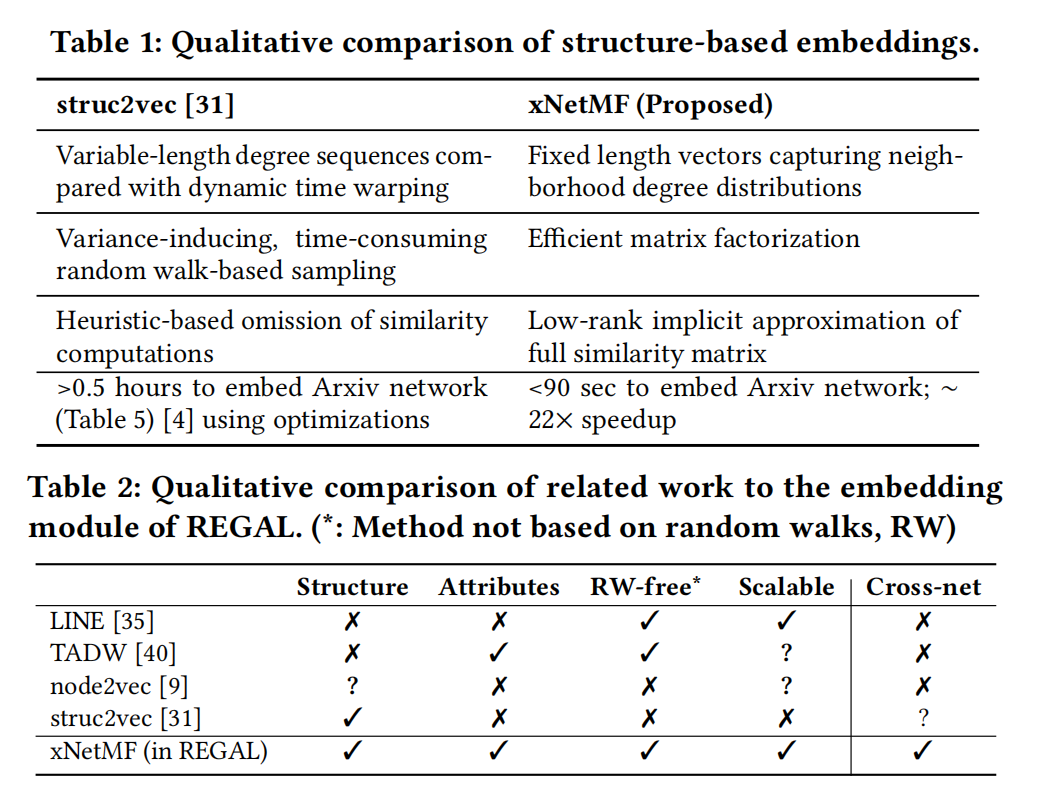 Table 1: Qualitative comparison of structure-based embeddings.
struc2vec [31] xNetMF (Proposed)
Variable-length degree sequences com- Fixed length vectors capturing neigh-
pared with dynamic time warping borhood degree distributions
Variance-inducing, time-consuming Efficient matrix factorization
random walk-based sampling
Heuristic-based omission of similarity Low-rank implicit approximation of
computations full similarity matrix
>0.5 hours to embed Arxiv network <90 sec to embed Arxiv network; ~
(Table 5) [4] using optimizations 22× speedup
Table 2: Qualitative comparison of related work to the embedding
module of REGAL. (*: Method not based on random walks, RW)
Structure Attributes RW-free* Scalable Cross-net
LINE [35] ✗ ✗ ✓ ✓ ✗
TADW [40] ✗ ✓ ✓ ? ✗
node2vec [9] ? ✗ ✗ ? ✗
struc2vec [31] ✓ ✗ ✗ ✗ ?
xNetMF (in REGAL) ✓ ✓ ✓ ✓ ✓